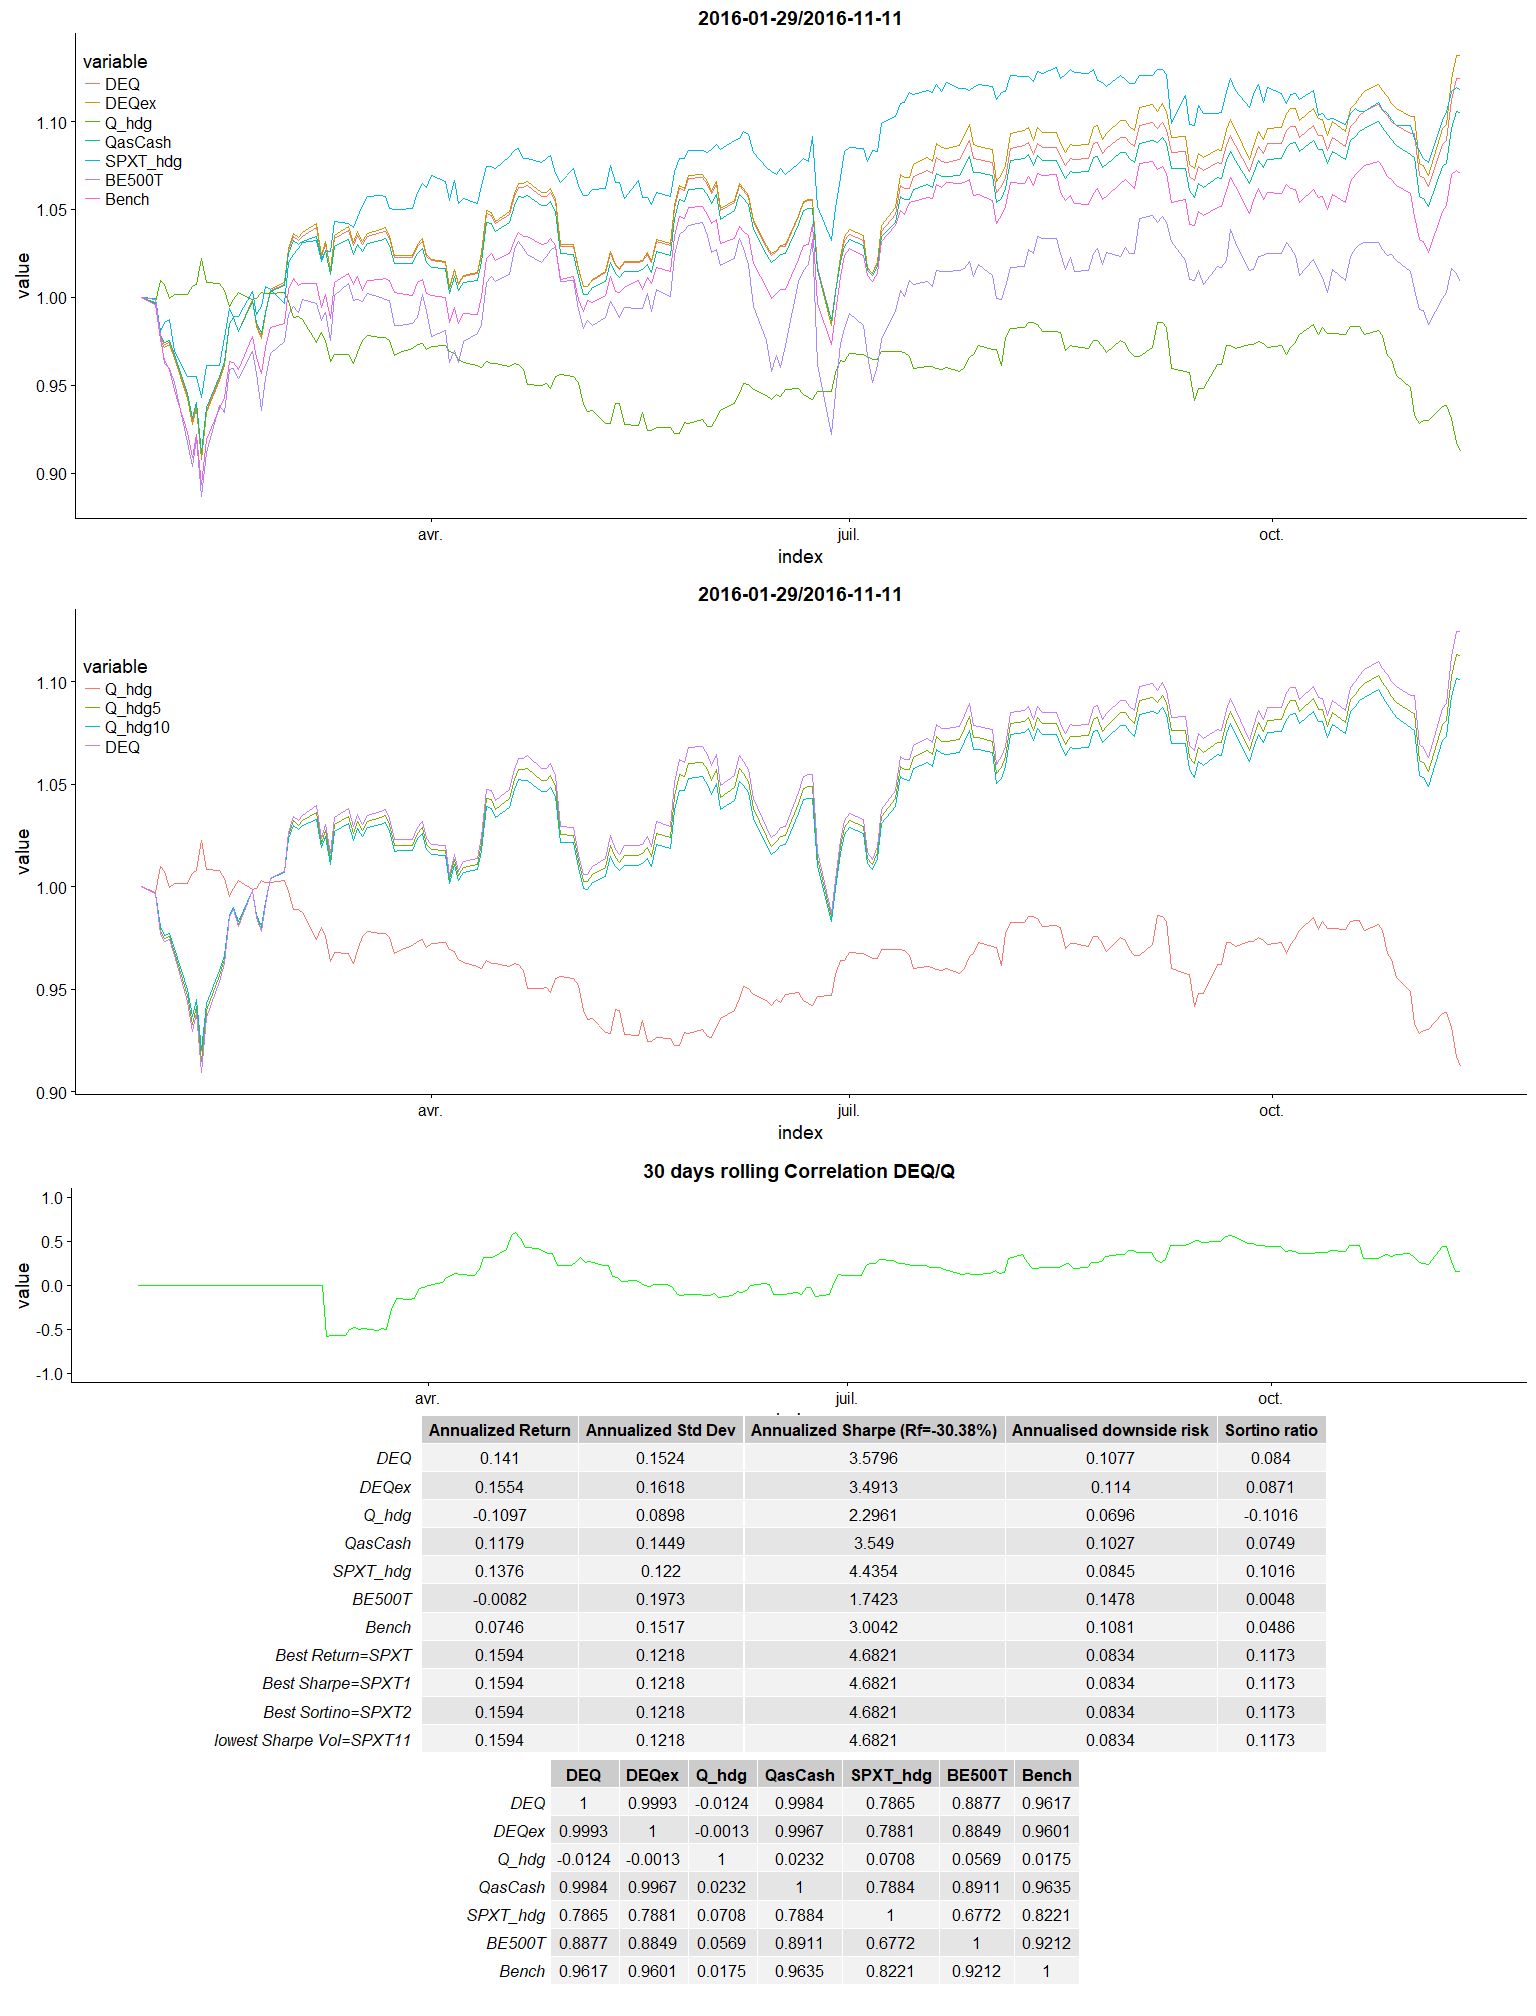 2016-01-29/2016-11-11
variable
DEQ
DEQex
Q_hdg
QasCash
SPXT_hdg
BE500T
Bench
value
1.10
1.05
1.00
0.95
0.90
avr.
juil.
oct.
index
2016-01-29/2016-11-11
variable
Q_hdg
Q_hdg5
Q_hdg10
DEQ
value
1.10
1.05
1.00
0.95
0.90
avr.
juil.
oct.
index
30 days rolling Correlation DEQ/Q
value
1.0
0.5
0.0
-0.5
-1.0
avr.
juil.
oct.
Annualized Return Annualized Std Dev Annualized Sharpe (Rf=-30.38%) Annualised downside risk Sortino ratio
DEQ 0.141 0.1524 3.5796 0.1077 0.084
DEQex 0.1554 0.1618 3.4913 0.114 0.0871
Q_hdg -0.1097 0.0898 2.2961 0.0696 -0.1016
QasCash 0.1179 0.1449 3.549 0.1027 0.0749
SPXT_hdg 0.1376 0.122 4.4354 0.0845 0.1016
BE500T -0.0082 0.1973 1.7423 0.1478 0.0048
Bench 0.0746 0.1517 3.0042 0.1081 0.0486
Best Return=SPXT 0.1594 0.1218 4.6821 0.0834 0.1173
Best Sharpe=SPXT1 0.1594 0.1218 4.6821 0.0834 0.1173
Best Sortino=SPXT2 0.1594 0.1218 4.6821 0.0834 0.1173
lowest Sharpe Vol=SPXT11 0.1594 0.1218 4.6821 0.0834 0.1173
DEQ DEQex Q_hdg QasCash SPXT_hdg BE500T Bench
DEQ 1 0.9993 -0.0124 0.9984 0.7865 0.8877 0.9617
DEQex 0.9993 1 -0.0013 0.9967 0.7881 0.8849 0.9601
Q_hdg -0.0124 -0.0013 1 0.0232 0.0708 0.0569 0.0175
QasCash 0.9984 0.9967 0.0232 1 0.7884 0.8911 0.9635
SPXT_hdg 0.7865 0.7881 0.0708 0.7884 1 0.6772 0.8221
BE500T 0.8877 0.8849 0.0569 0.8911 0.6772 1 0.9212
Bench 0.9617 0.9601 0.0175 0.9635 0.8221 0.9212 1